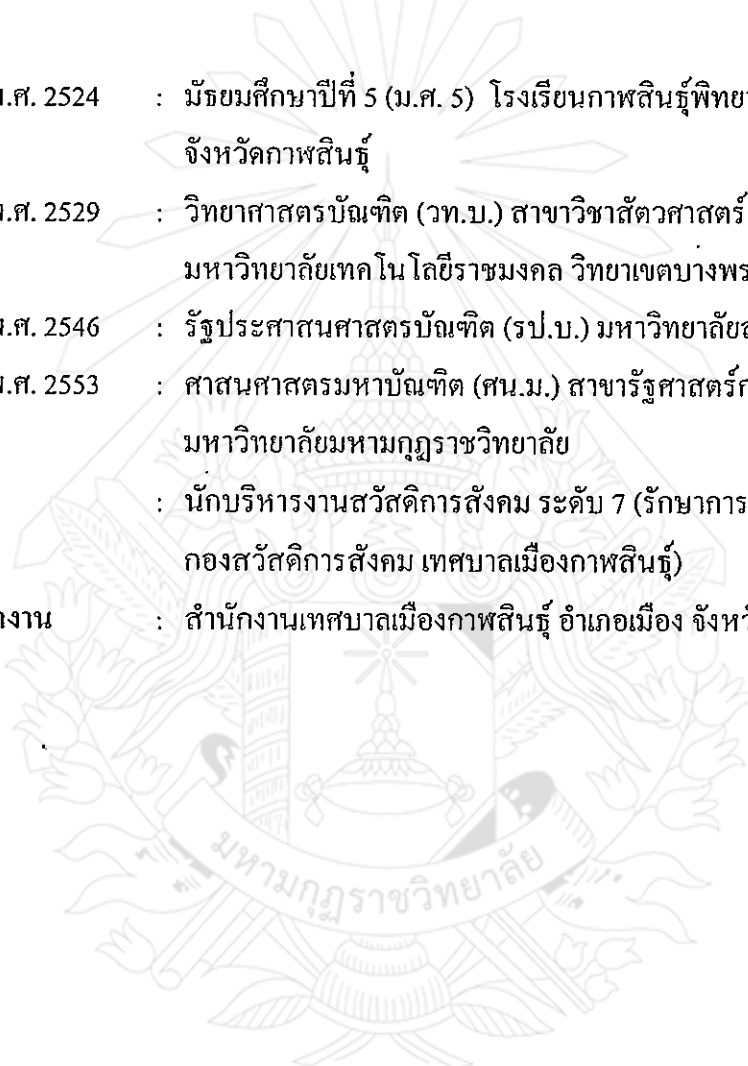 พ.ศ. 2524 : มัธยมศึกษาปีที่ 5 (ม.ศ. 5) โรงเรียนกาฬสินธุ์พิทยา
จังหวัดกาฬสินธุ์
พ.ศ. 2529 : วิทยาศาสตรบัณฑิต (วท.บ.) สาขาวิชาสัตวศาสตร์
มหาวิทยาลัยเทคโนโลยีราชมงคล วิทยาเขตบางพร
พ.ศ. 2546 : รัฐประศาสนศาสตรบัณฑิต (รป.บ.) มหาวิทยาลัย
พ.ศ. 2553 : ศาสนศาสตรมหาบัณฑิต (ศน.ม.) สาขารัฐศาสตร์
มหาวิทยาลัยมหามกุฏราชวิทยาลัย
: นักบริหารงานสวัสดิการสังคม ระดับ 7 (รักษาการ
กองสวัสดิการสังคม เทศบาลเมืองกาฬสินธุ์)
างาน : สำนักงานเทศบาลเมืองกาฬสินธุ์ อำเภอเมือง จังหว
มหามกุฏราชวิทยาลัย